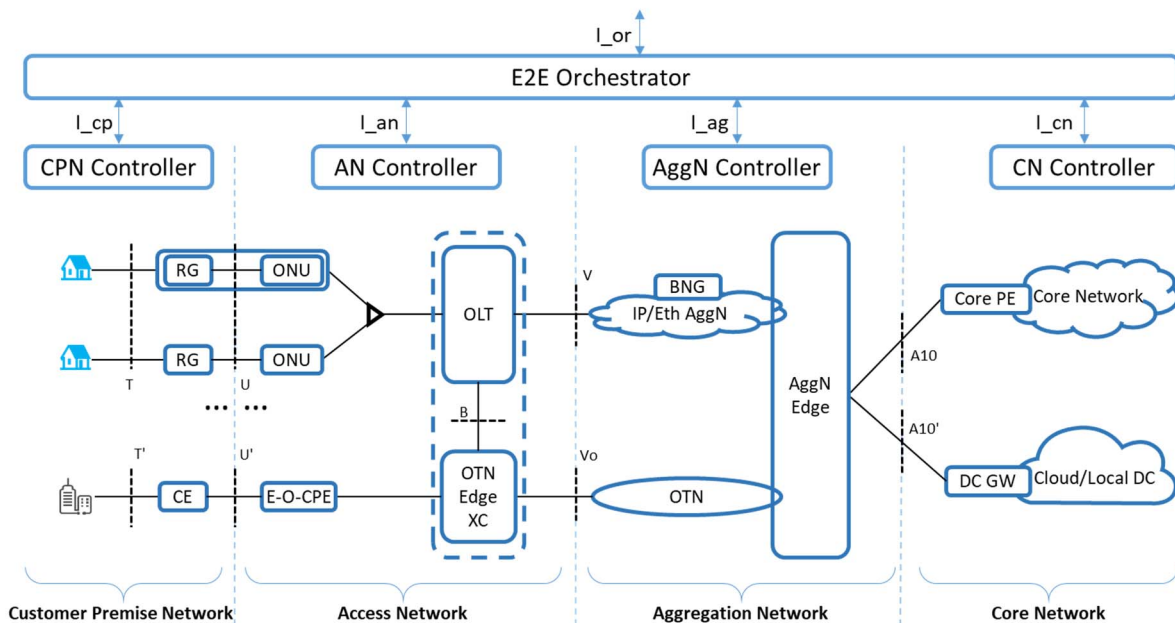 I_or
E2E Orchestrator
I_cp
I_an
I_ag
I_cn
CPN Controller
AN Controller
AggN Controller
CN Controller
RG
ONU
OLT
V
BNG
IP/Eth AggN
Core PE
Core Network
RG
ONU
T
U
A10
... ...
B
AggN
Edge
T'
U'
Vo
A10'
CE
E-O-CPE
OTN
Edge
XC
OTN
DC GW
Cloud/Local DC
Customer Premise Network
Access Network
Aggregation Network
Core Network